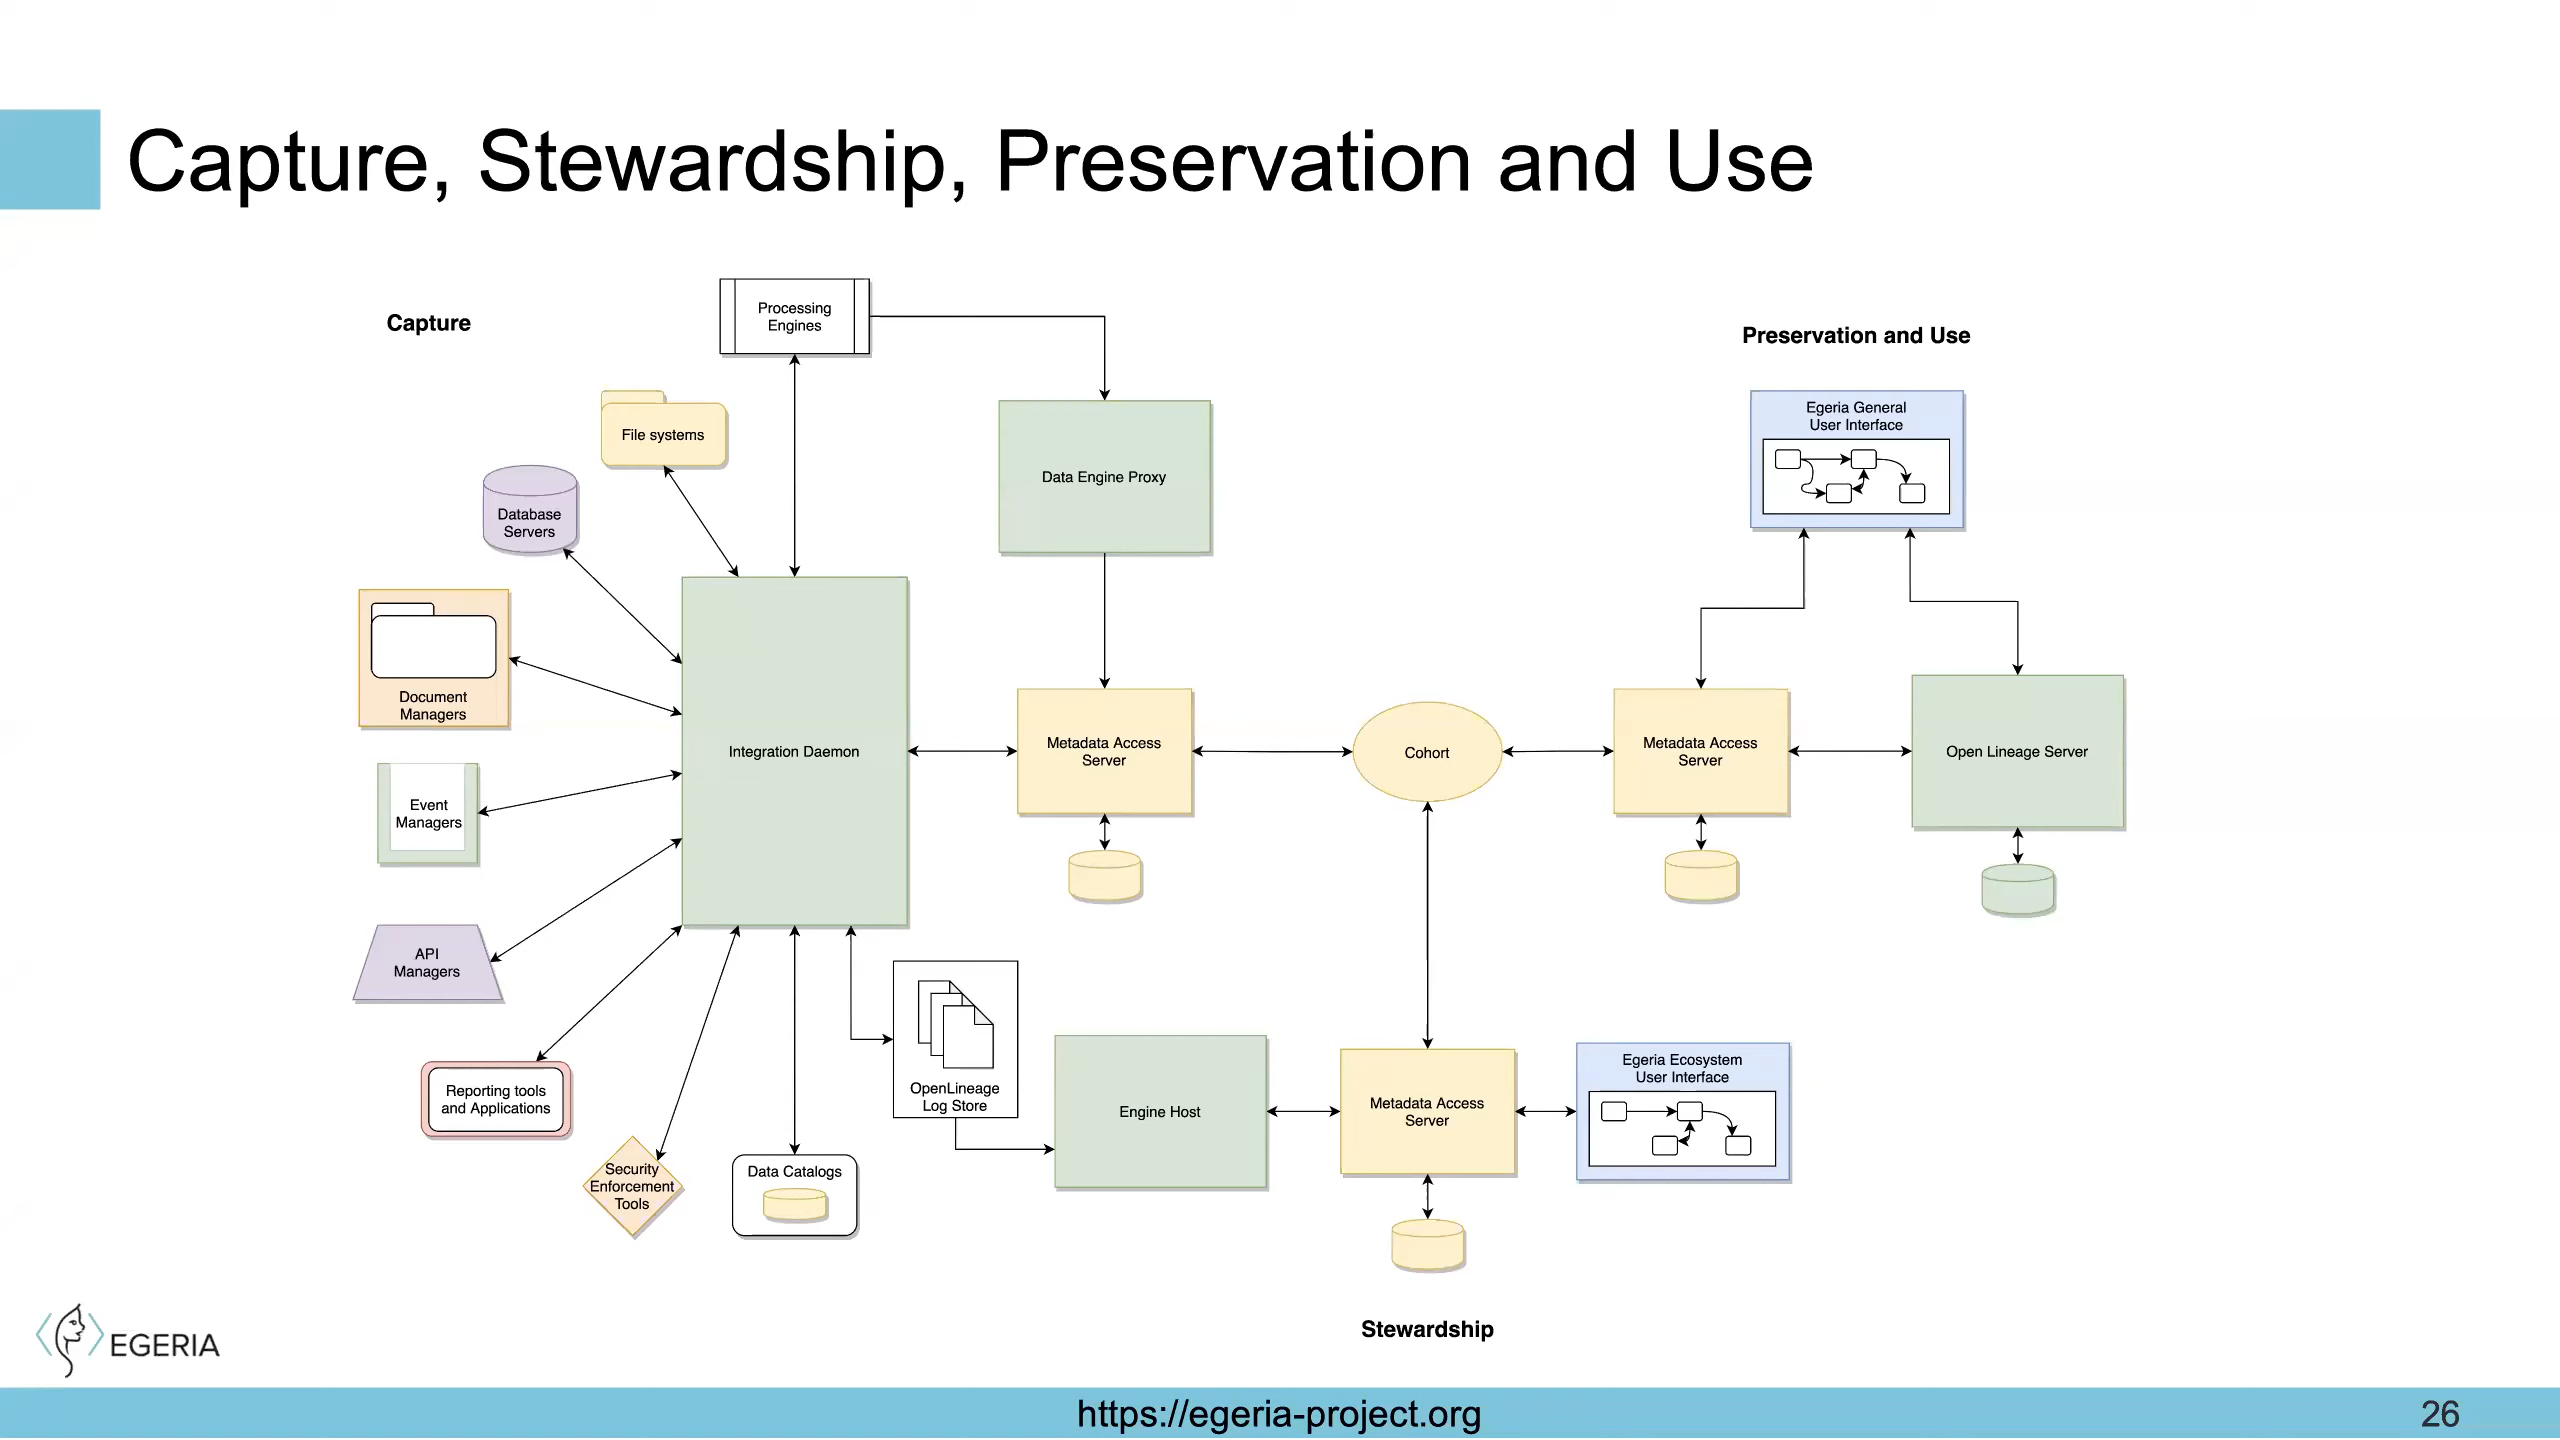 Capture, Stewardship, Preservation and Use
Capture
Processing
Engines
File systems
Database
Servers
Document
Managers
Event
Managers
API
Managers
Reporting tools
and Applications
Security
Enforcement
Tools
Data Catalogs
OpenLineage
Log Store
Integration Daemon
Data Engine Proxy
Metadata Access
Server
Cohort
Preservation and Use
Egeria General
User Interface
Metadata Access
Server
Open Lineage Server
Engine Host
Metadata Access
Server
Egeria Ecosystem
User Interface
Stewardship
EGERIA
https://egeria-project.org
26